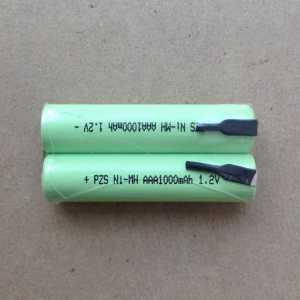 PZS Ni-MH AAA1000mAh 1.2V -
+ PZS Ni-MH AAA1000mAh 1.2V